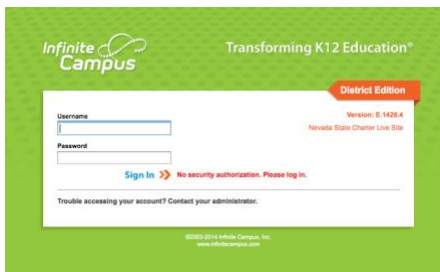 Infinite
Campus
Transforming K12 Education®
District Edition
Version: E.1426.4
Nevada State Charter Live Site
Username
Password
Sign In
No security authorization. Please log in.
Trouble accessing your account? Contact your administrator.
©2003-2014 Infinite Campus, Inc.
www.infinitecampus.com